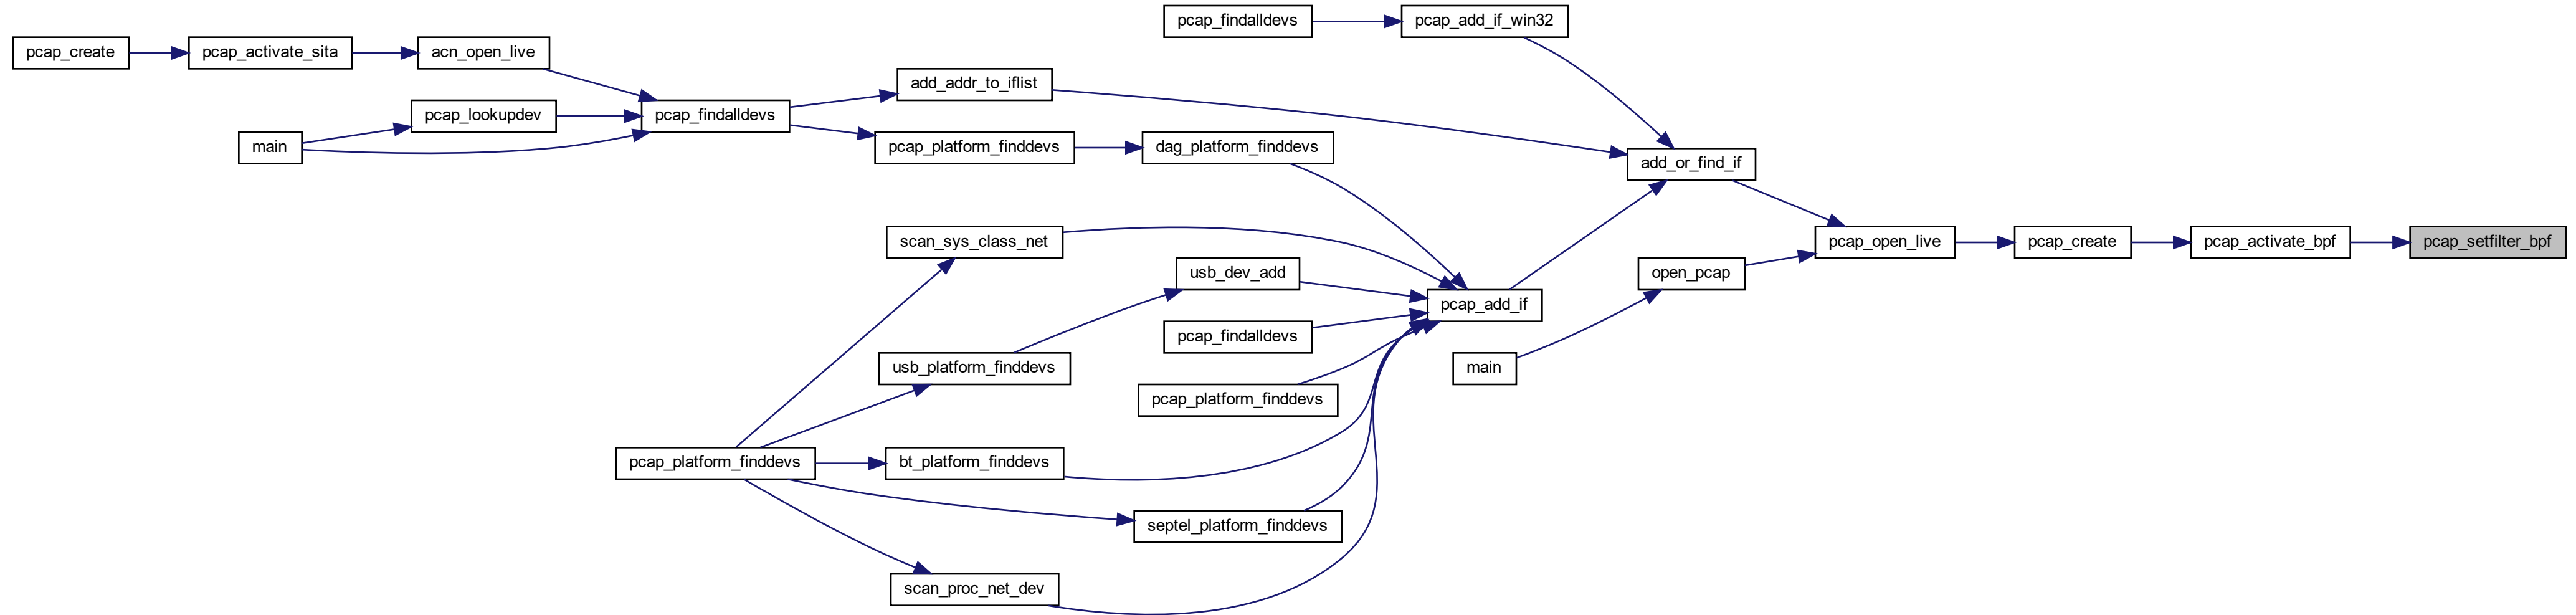 pcap_findalldevs
pcap_add_if_win32
pcap_create
pcap_activate_sita
acn_open_live
add_addr_to_iflist
pcap_lookupdev
pcap_findalldevs
main
pcap_platform_finddevs
dag_platform_finddevs
add_or_find_if
scan_sys_class_net
pcap_open_live
pcap_create
pcap_activate_bpf
pcap_setfilter_bpf
usb_dev_add
open_pcap
pcap_add_if
pcap_findalldevs
usb_platform_finddevs
main
pcap_platform_finddevs
pcap_platform_finddevs
bt_platform_finddevs
septel_platform_finddevs
scan_proc_net_dev